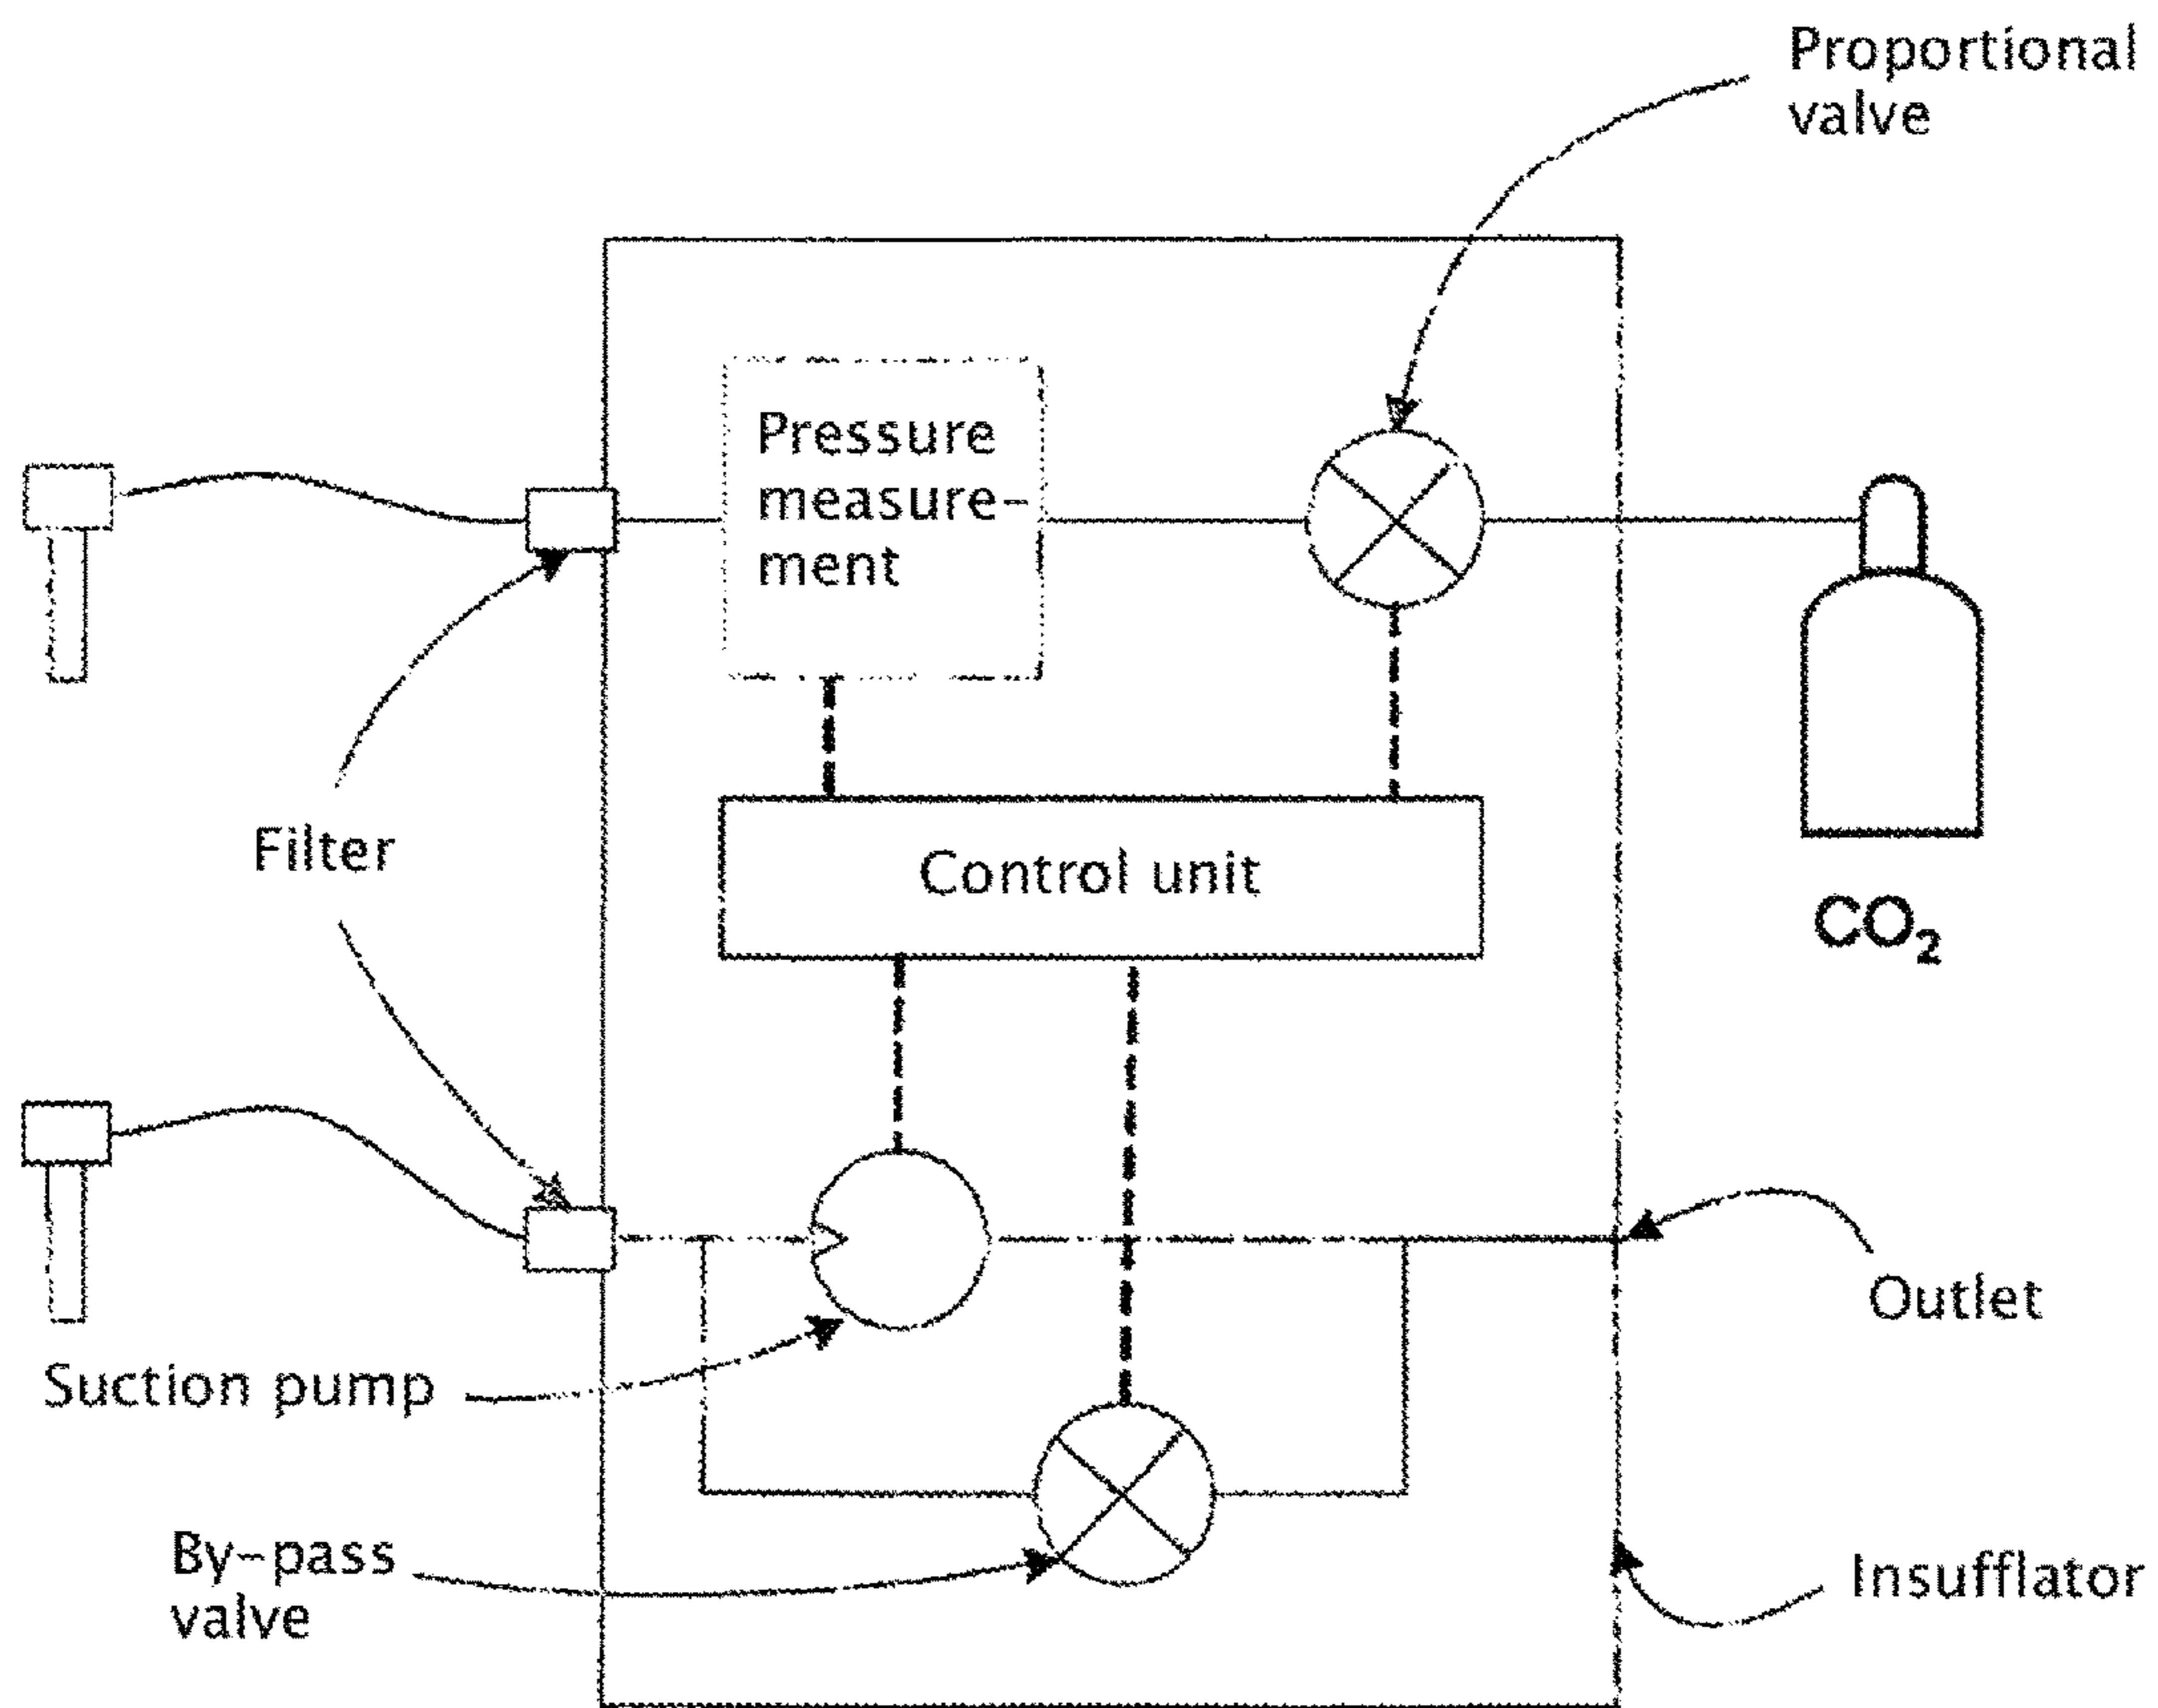 Proportional
valve
Pressure
measure-
ment
Filter
Control unit
CO₂
Outlet
Suction pump
By-pass
valve
Insufflator